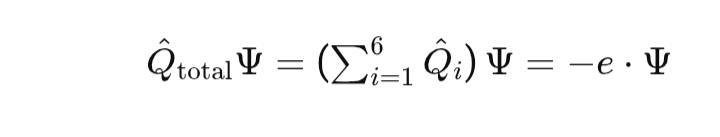 Q̂_total Ψ = (∑_{i=1}^{6} Q̂_i) Ψ = −e · Ψ